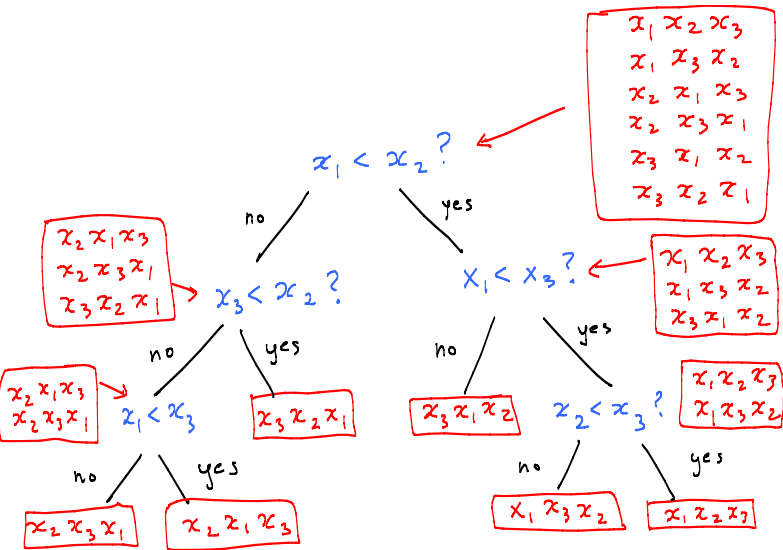 x₁ x₂ x₃
x₁ x₃ x₂
x₂ x₁ x₃
x₂ x₃ x₁
x₃ x₁ x₂
x₃ x₂ x₁
x₁ < x₂ ?
no
yes
x₂ x₁ x₃
x₂ x₃ x₁
x₃ x₂ x₁
x₃ < x₂ ?
x₁ < x₃ ?
x₁ x₂ x₃
x₁ x₃ x₂
x₃ x₁ x₂
no
yes
no
yes
x₂ x₁ x₃
x₂ x₃ x₁
x₁ < x₃
x₃ x₂ x₁
x₃ x₁ x₂
x₂ < x₃ ?
x₁ x₂ x₃
x₁ x₃ x₂
no
yes
no
yes
x₂ x₃ x₁
x₂ x₁ x₃
x₁ x₃ x₂
x₁ x₂ x₃